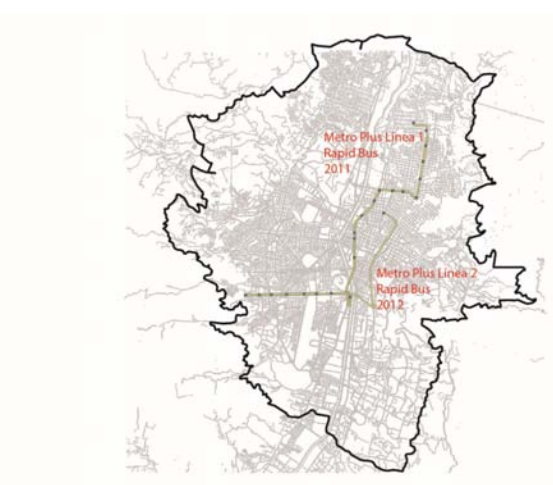 Metro Plus Linea 1
Rapid Bus
2011
Metro Plus Linea 2
Rapid Bus
2012